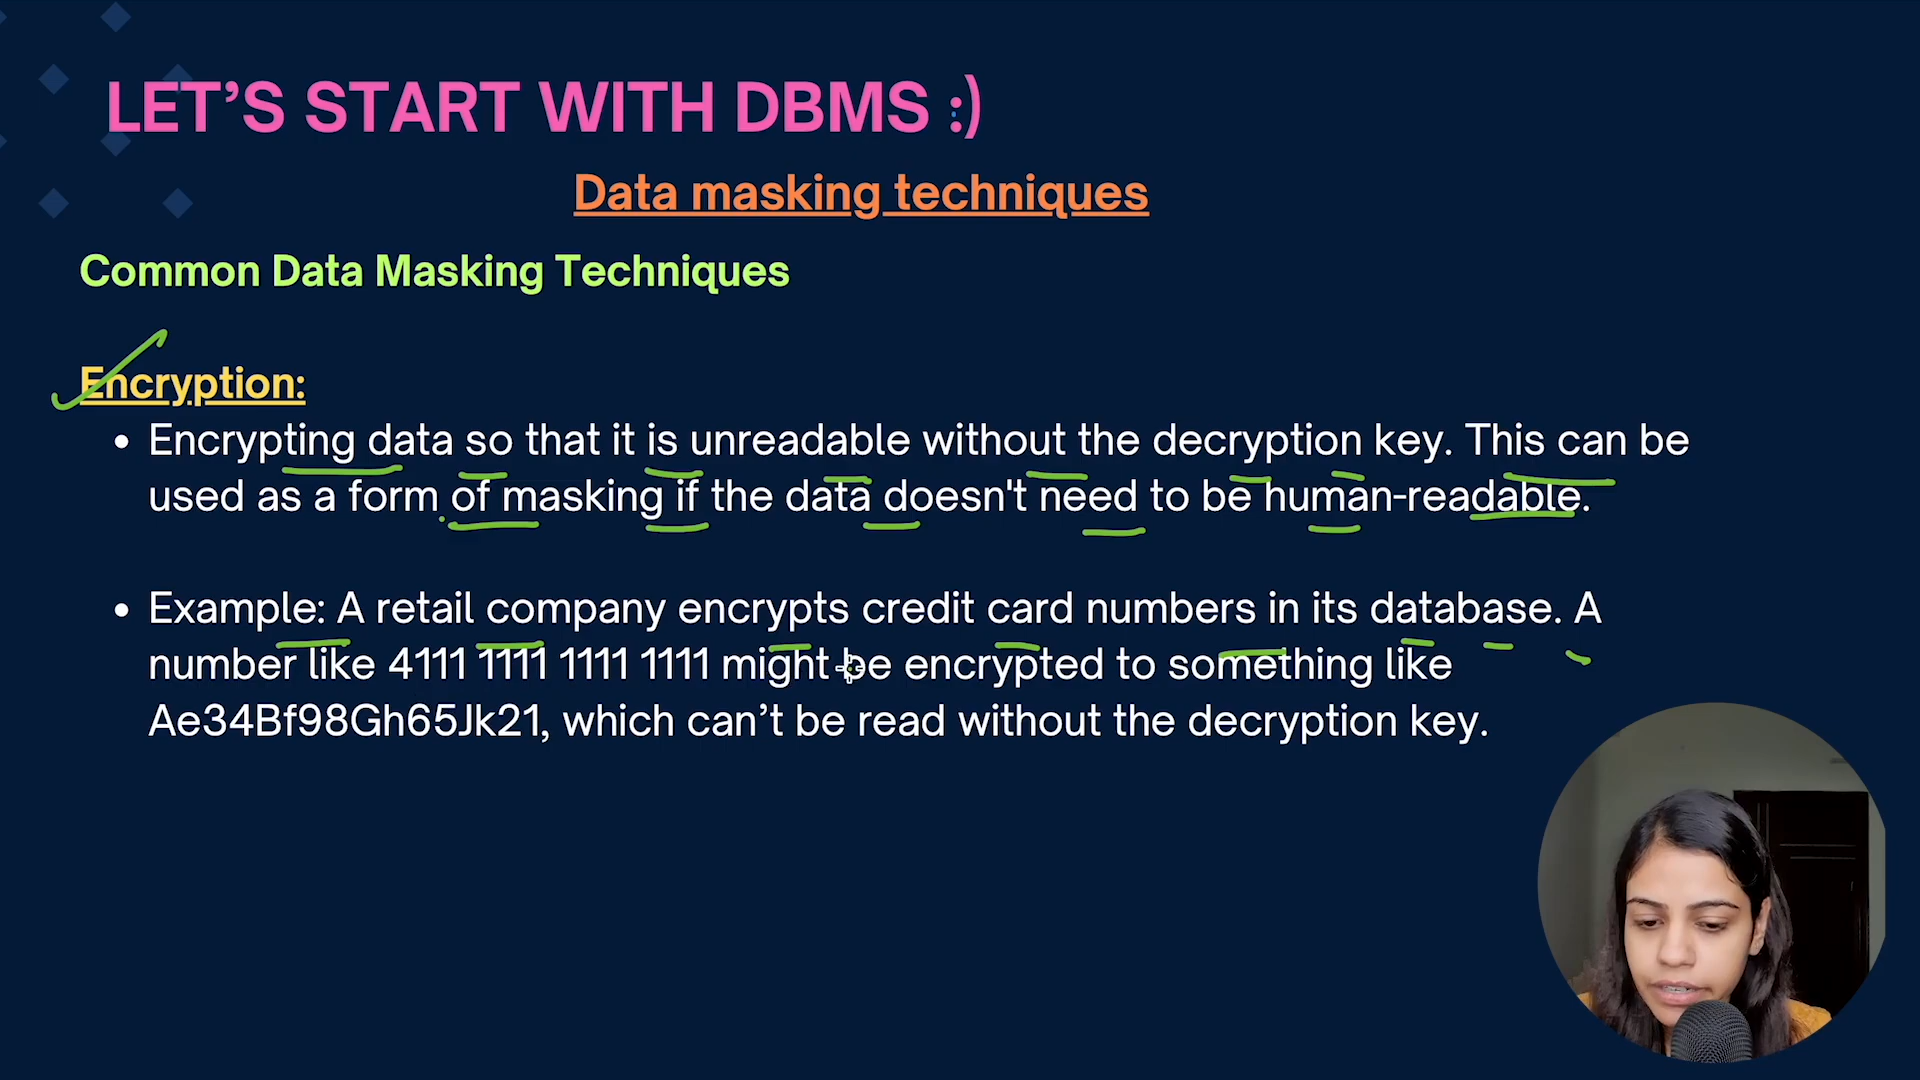 LET’S START WITH DBMS :)
Data masking techniques
Common Data Masking Techniques
Encryption:
• Encrypting data so that it is unreadable without the decryption key. This can be
used as a form of masking if the data doesn't need to be human-readable.
• Example: A retail company encrypts credit card numbers in its database. A
number like 4111 1111 1111 1111 might be encrypted to something like
Ae34Bf98Gh65Jk21, which can’t be read without the decryption key.